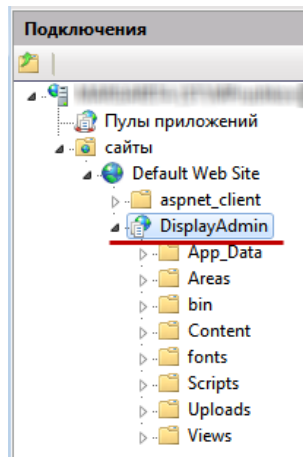 Подключения
Пулы приложений
сайты
Default Web Site
aspnet_client
DisplayAdmin
App_Data
Areas
bin
Content
fonts
Scripts
Uploads
Views